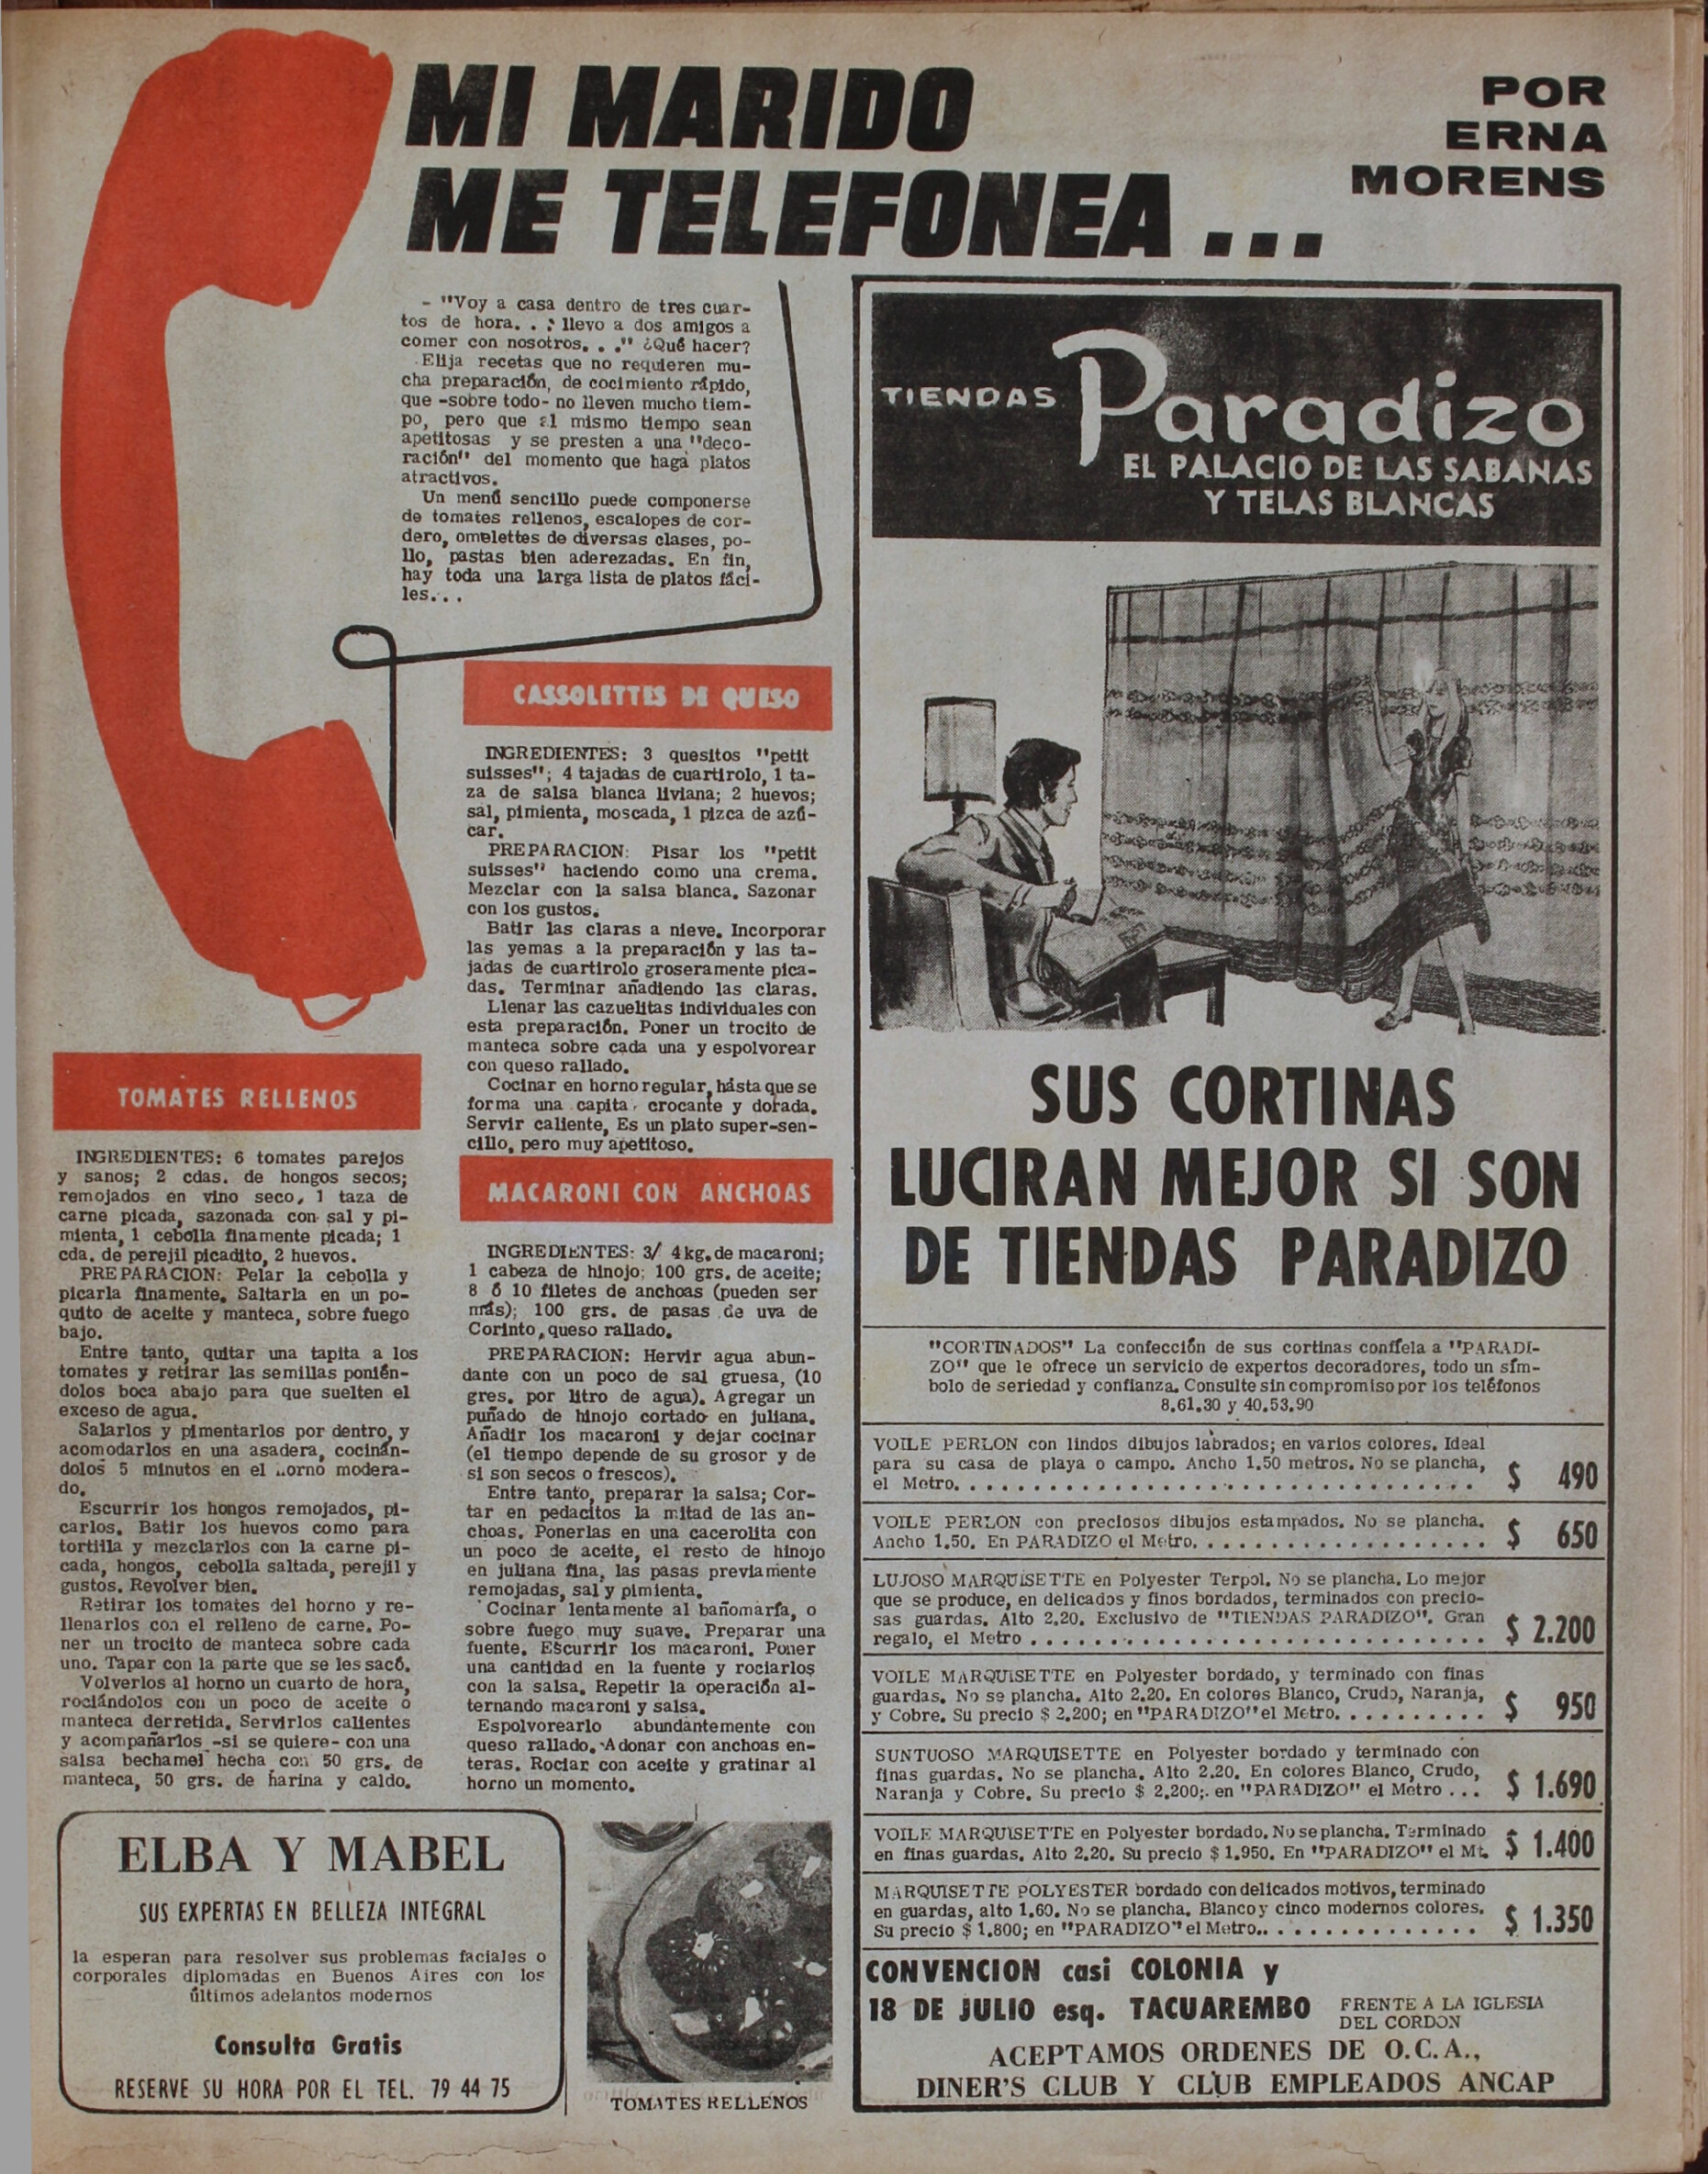 MI MARIDO
ME TELEFONEA...
POR
ERNA
MORENS
- "Voy a casa dentro de tres cuar-
tos de hora. . ; llevo a dos amigos a
comer con nosotros. . ." ¿Qué hacer?
Elija recetas que no requieren mu-
cha preparación, de cocimiento rápido,
que -sobre todo- no lleven mucho tiem-
po, pero que al mismo tiempo sean
apetitosas y se presten a una "deco-
ración" del momento que haga platos
atractivos.
Un menú sencillo puede componerse
de tomates rellenos, escalopes de cor-
dero, omelettes de diversas clases, po-
llo, pastas bien aderezadas. En fin,
hay toda una larga lista de platos fáci-
les...
TOMATES RELLENOS
INGREDIENTES: 6 tomates parejos
y sanos; 2 cdas. de hongos secos;
remojados en vino seco, 1 taza de
carne picada, sazonada con sal y pi-
mienta, 1 cebolla finamente picada; 1
cda. de perejil picadito, 2 huevos.
PREPARACION: Pelar la cebolla y
picarla finamente. Saltarla en un po-
quito de aceite y manteca, sobre fuego
bajo.
Entre tanto, quitar una tapita a los
tomates y retirar las semillas ponién-
dolos boca abajo para que suelten el
exceso de agua.
Salarlos y pimentarlos por dentro, y
acomodarlos en una asadera, cocinán-
dolos 5 minutos en el horno modera-
do.
Escurrir los hongos remojados, pi-
carlos. Batir los huevos como para
tortilla y mezclarlos con la carne pi-
cada, hongos, cebolla saltada, perejil y
gustos. Revolver bien.
Retirar los tomates del horno y re-
llenarlos con el relleno de carne. Po-
ner un trocito de manteca sobre cada
uno. Tapar con la parte que se les sacó.
Volverlos al horno un cuarto de hora,
rociándolos con un poco de aceite o
manteca derretida. Servirlos calientes
y acompañarlos -si se quiere- con una
salsa bechamel hecha con 50 grs. de
manteca, 50 grs. de harina y caldo.
CASSOLETTES DE QUESO
INGREDIENTES: 3 quesitos "petit
suisses"; 4 tajadas de cuartirolo, 1 ta-
za de salsa blanca liviana; 2 huevos;
sal, pimienta, moscada, 1 pizca de azú-
car.
PREPARACION: Pisar los "petit
suisses" haciendo como una crema.
Mezclar con la salsa blanca. Sazonar
con los gustos.
Batir las claras a nieve. Incorporar
las yemas a la preparación y las ta-
jadas de cuartirolo groseramente pica-
das. Terminar añadiendo las claras.
Llenar las cazuelitas individuales con
esta preparación. Poner un trocito de
manteca sobre cada una y espolvorear
con queso rallado.
Cocinar en horno regular, hasta que se
forma una capita crocante y dorada.
Servir caliente, Es un plato super-sen-
cillo, pero muy apetitoso.
MACARONI CON ANCHOAS
INGREDIENTES: 3/ 4 kg. de macaroni;
1 cabeza de hinojo; 100 grs. de aceite;
8 ó 10 filetes de anchoas (pueden ser
más); 100 grs. de pasas de uva de
Corinto, queso rallado.
PREPARACION: Hervir agua abun-
dante con un poco de sal gruesa, (10
gres. por litro de agua). Agregar un
puñado de hinojo cortado en juliana.
Añadir los macaroni y dejar cocinar
(el tiempo depende de su grosor y de
si son secos o frescos).
Entre tanto, preparar la salsa; Cor-
tar en pedacitos la mitad de las an-
choas. Ponerlas en una cacerolita con
un poco de aceite, el resto de hinojo
en juliana fina, las pasas previamente
remojadas, sal y pimienta.
Cocinar lentamente al bañomaría, o
sobre fuego muy suave. Preparar una
fuente. Escurrir los macaroni. Poner
una cantidad en la fuente y rociarlos
con la salsa. Repetir la operación al-
ternando macaroni y salsa.
Espolvorearlo abundantemente con
queso rallado. Adonar con anchoas en-
teras. Rociar con aceite y gratinar al
horno un momento.
ELBA Y MABEL
SUS EXPERTAS EN BELLEZA INTEGRAL
la esperan para resolver sus problemas faciales o
corporales diplomadas en Buenos Aires con los
últimos adelantos modernos
Consulta Gratis
RESERVE SU HORA POR EL TEL. 79 44 75
TOMATES RELLENOS
TIENDAS Paradizo
EL PALACIO DE LAS SABANAS
Y TELAS BLANCAS
SUS CORTINAS
LUCIRAN MEJOR SI SON
DE TIENDAS PARADIZO
"CORTINADOS" La confección de sus cortinas confíela a "PARADI-
ZO" que le ofrece un servicio de expertos decoradores, todo un sím-
bolo de seriedad y confianza. Consulte sin compromiso por los teléfonos
8.61.30 y 40.53.90
VOILE PERLON con lindos dibujos labrados; en varios colores. Ideal
para su casa de playa o campo. Ancho 1.50 metros. No se plancha,
el Metro. . . . . . . . . . . . . . . . . . . . $ 490
VOILE PERLON con preciosos dibujos estampados. No se plancha.
Ancho 1.50. En PARADIZO el Metro. . . . . . . . . . . . $ 650
LUJOSO MARQUISETTE en Polyester Terpol. No se plancha. Lo mejor
que se produce, en delicados y finos bordados, terminados con precio-
sas guardas. Alto 2.20. Exclusivo de "TIENDAS PARADIZO". Gran
regalo, el Metro . . . . . . . . . . . . . . . . $ 2.200
VOILE MARQUISETTE en Polyester bordado, y terminado con finas
guardas. No se plancha. Alto 2.20. En colores Blanco, Crudo, Naranja,
y Cobre. Su precio $ 2.200; en "PARADIZO" el Metro. . . . . . . $ 950
SUNTUOSO MARQUISETTE en Polyester bordado y terminado con
finas guardas. No se plancha. Alto 2.20. En colores Blanco, Crudo,
Naranja y Cobre. Su precio $ 2.200; en "PARADIZO" el Metro ... $ 1.690
VOILE MARQUISETTE en Polyester bordado. No se plancha. Terminado
en finas guardas. Alto 2.20. Su precio $ 1.950. En "PARADIZO" el Mt. $ 1.400
MARQUISETTE POLYESTER bordado con delicados motivos, terminado
en guardas, alto 1.60. No se plancha. Blanco y cinco modernos colores.
Su precio $ 1.800; en "PARADIZO" el Metro.. . . . . . . . . $ 1.350
CONVENCION casi COLONIA y
18 DE JULIO esq. TACUAREMBO FRENTE A LA IGLESIA
DEL CORDON
ACEPTAMOS ORDENES DE O.C.A.,
DINER'S CLUB Y CLUB EMPLEADOS ANCAP